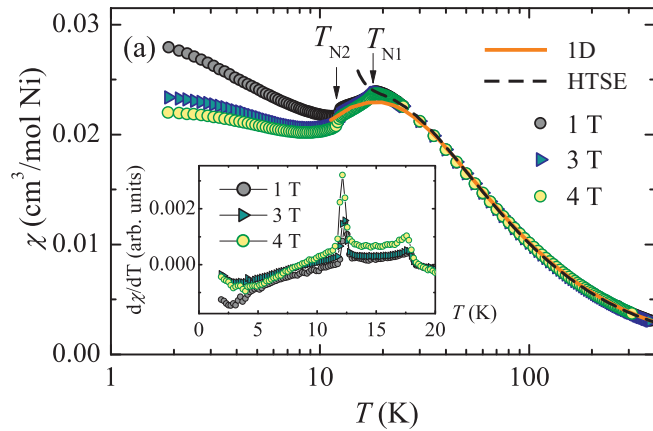 0.03
0.02
0.01
0.00
χ (cm³/mol Ni)
(a)
T_N2
T_N1
1D
HTSE
1 T
3 T
4 T
1 T
3 T
4 T
0.002
0.000
dχ/dT (arb. units)
0
5
10
15
20
T (K)
1
10
100
T (K)